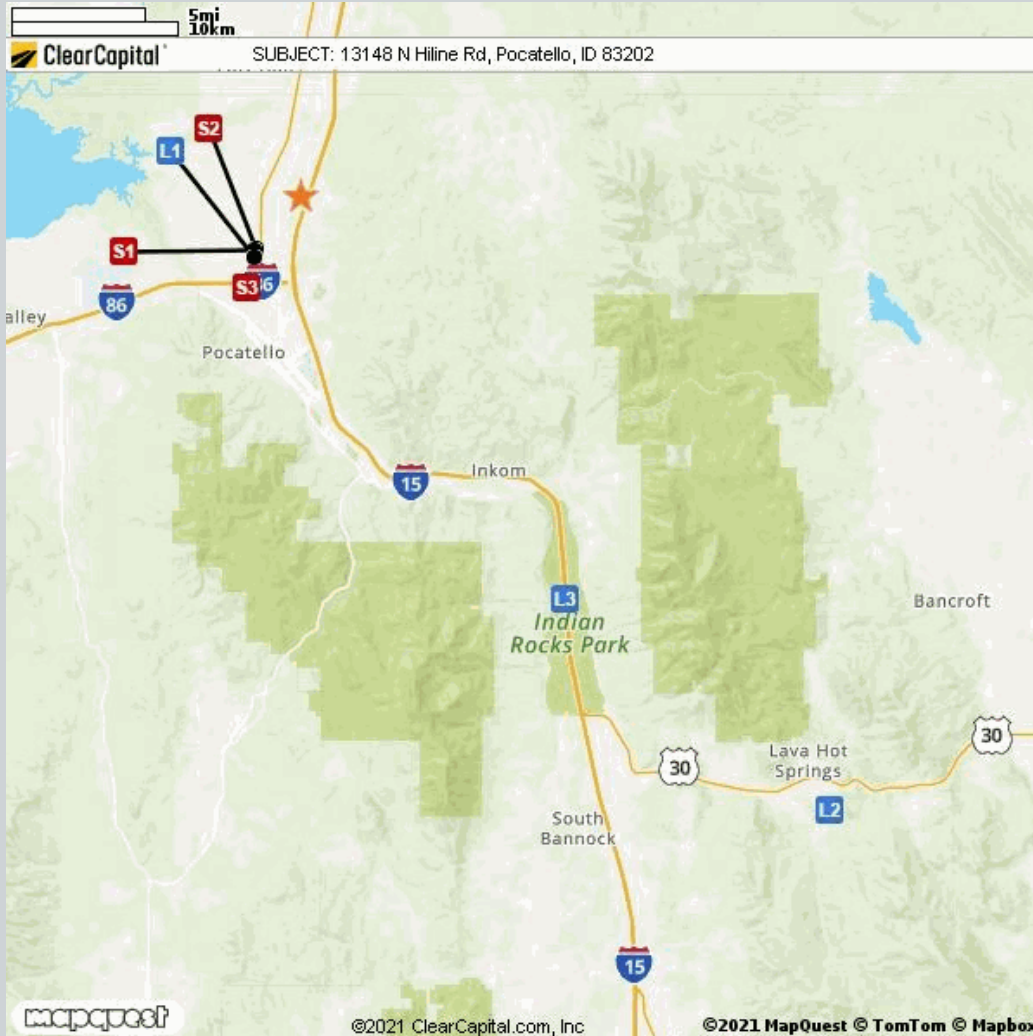 5mi
10km
ClearCapital
SUBJECT: 13148 N Hiline Rd, Pocatello, ID 83202
S2
L1
S1
S3
86
86
alley
Pocatello
15
Inkom
L3
Indian
Rocks Park
Bancroft
30
30
Lava Hot
Springs
L2
South
Bannock
15
mapquest
©2021 ClearCapital.com, Inc
©2021 MapQuest © TomTom © Mapbox